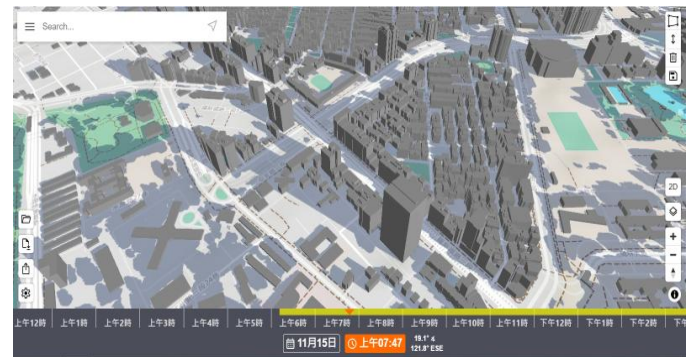 Search...
2D
上午12時 上午1時 上午2時 上午3時 上午4時 上午5時 上午6時 上午7時 上午8時 上午9時 上午10時 上午11時 下午12時 下午1時 下午2時
11月15日 上午07:47 19.1° ∡
121.8° ESE